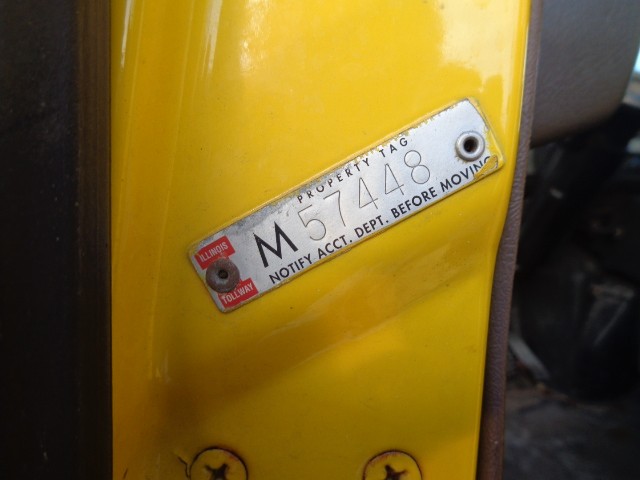 PROPERTY TAG
ILLINOIS
TOLLWAY
M 57448
NOTIFY ACCT. DEPT. BEFORE MOVING